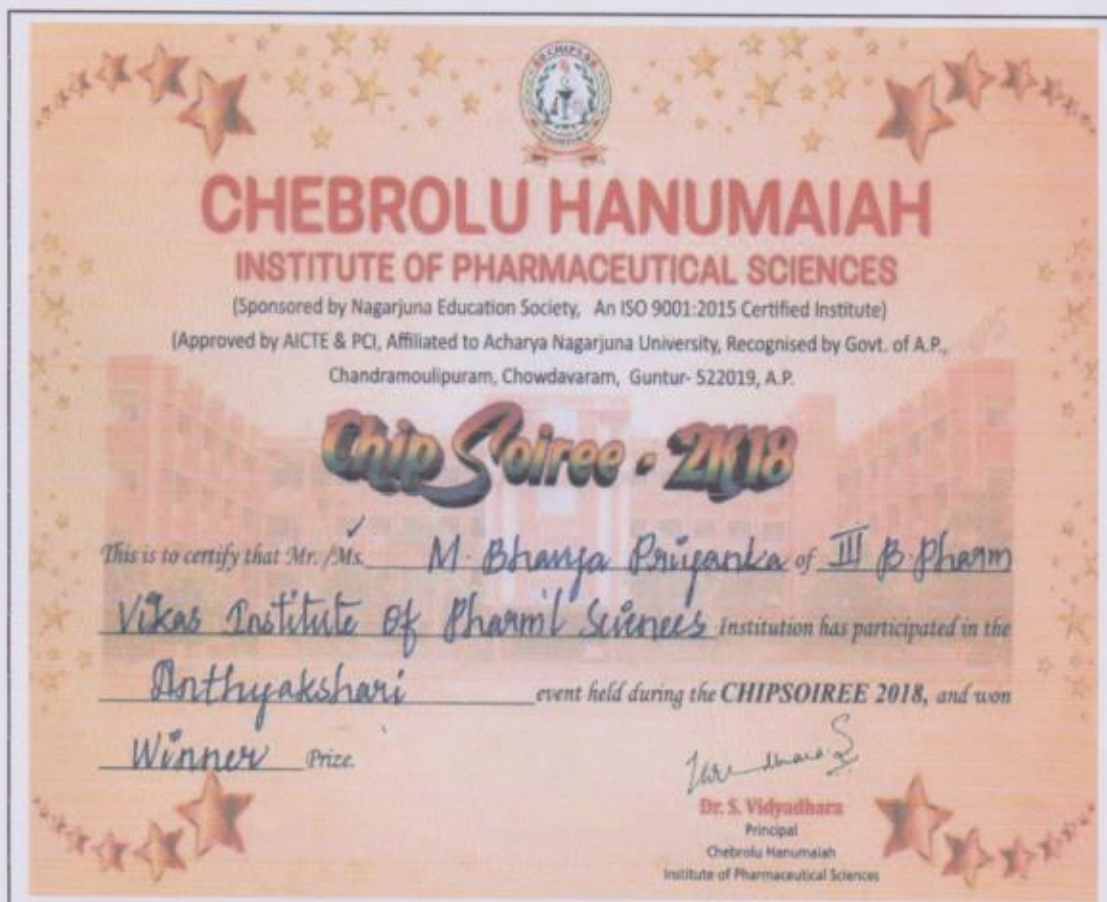 CHIPS
CHEBROLU HANUMAIAH
INSTITUTE OF PHARMACEUTICAL SCIENCES
(Sponsored by Nagarjuna Education Society, An ISO 9001:2015 Certified Institute)
(Approved by AICTE & PCI, Affiliated to Acharya Nagarjuna University, Recognised by Govt. of A.P.,
Chandramoulipuram, Chowdavaram, Guntur- 522019, A.P.
Chip Soiree - 2K18
This is to certify that Mr. /Ms. M. Bhavya Priyanka of III B pharm
Vikas Institute of Pharml Sciences Institution has participated in the
Anthyakshari event held during the CHIPSOIREE 2018, and won
Winner Prize.
Dr. S. Vidyadhara
Principal
Chebrolu Hanumaiah
Institute of Pharmaceutical Sciences